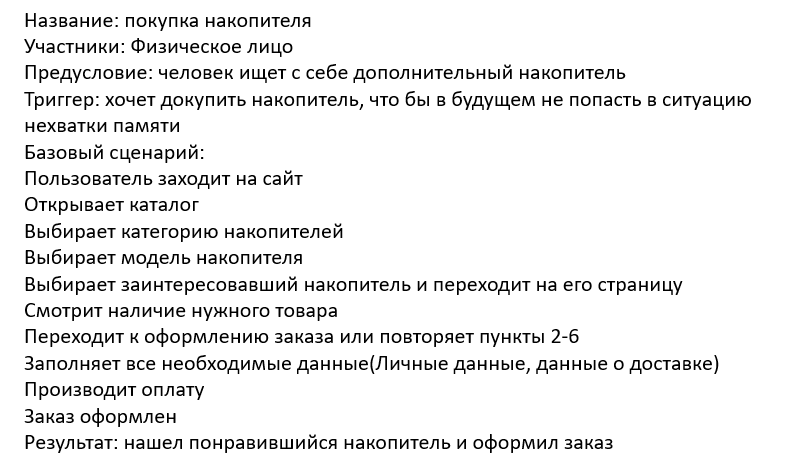 Название: покупка накопителя
Участники: Физическое лицо
Предусловие: человек ищет с себе дополнительный накопитель
Триггер: хочет докупить накопитель, что бы в будущем не попасть в ситуацию
нехватки памяти
Базовый сценарий:
Пользователь заходит на сайт
Открывает каталог
Выбирает категорию накопителей
Выбирает модель накопителя
Выбирает заинтересовавший накопитель и переходит на его страницу
Смотрит наличие нужного товара
Переходит к оформлению заказа или повторяет пункты 2-6
Заполняет все необходимые данные(Личные данные, данные о доставке)
Производит оплату
Заказ оформлен
Результат: нашел понравившийся накопитель и оформил заказ